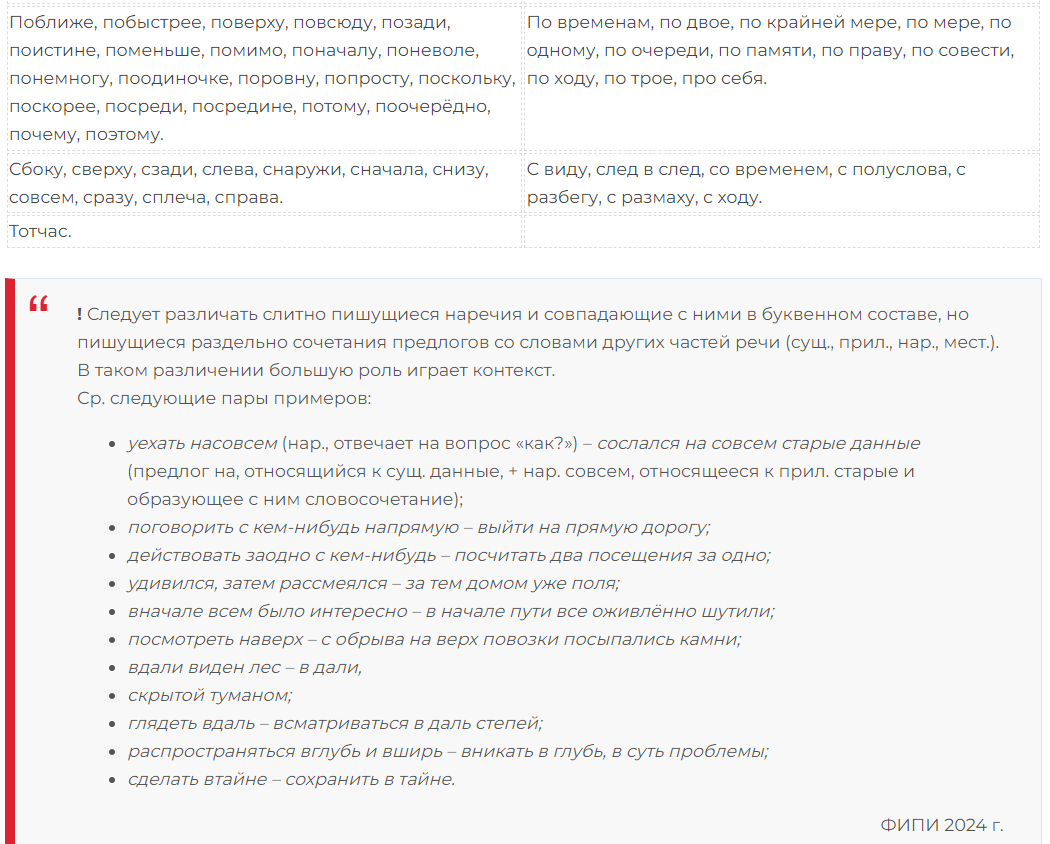 Поближе, побыстрее, поверху, повсюду, позади,
поистине, поменьше, помимо, поначалу, поневоле,
понемногу, поодиночке, поровну, попросту, поскольку,
поскорее, посреди, посредине, потому, поочерёдно,
почему, поэтому.
По временам, по двое, по крайней мере, по мере, по
одному, по очереди, по памяти, по праву, по совести,
по ходу, по трое, про себя.
Сбоку, сверху, сзади, слева, снаружи, сначала, снизу,
совсем, сразу, сплеча, справа.
С виду, след в след, со временем, с полуслова, с
разбегу, с размаху, с ходу.
Тотчас.
“
! Следует различать слитно пишущиеся наречия и совпадающие с ними в буквенном составе, но
пишущиеся раздельно сочетания предлогов со словами других частей речи (сущ., прил., нар., мест.).
В таком различении большую роль играет контекст.
Ср. следующие пары примеров:
• уехать насовсем (нар., отвечает на вопрос «как?») – сослался на совсем старые данные
(предлог на, относящийся к сущ. данные, + нар. совсем, относящееся к прил. старые и
образующее с ним словосочетание);
• поговорить с кем-нибудь напрямую – выйти на прямую дорогу;
• действовать заодно с кем-нибудь – посчитать два посещения за одно;
• удивился, затем рассмеялся – за тем домом уже поля;
• вначале всем было интересно – в начале пути все оживлённо шутили;
• посмотреть наверх – с обрыва на верх повозки посыпались камни;
• вдали виден лес – в дали,
• скрытой туманом;
• глядеть вдаль – всматриваться в даль степей;
• распространяться вглубь и вширь – вникать в глубь, в суть проблемы;
• сделать втайне – сохранить в тайне.
ФИПИ 2024 г.